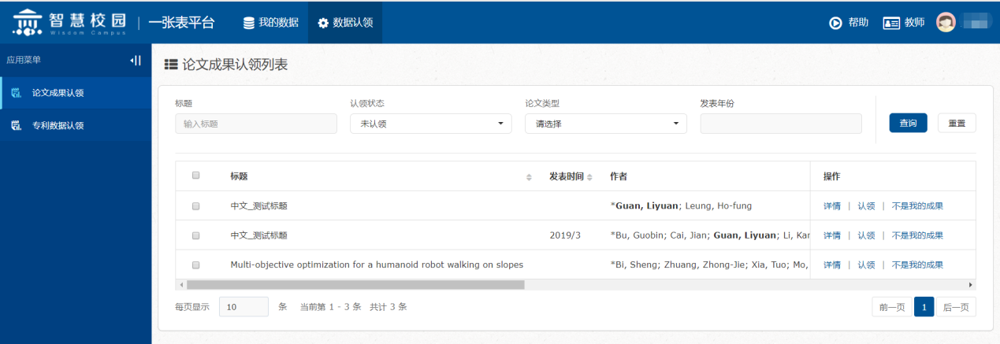 智慧校园 | 一张表平台 我的数据 数据认领 帮助 教师
Wisdom Campus
应用菜单
论文成果认领
专利数据认领
论文成果认领列表
标题 认领状态 论文类型 发表年份
输入标题 未认领 请选择 查询 重置
标题 发表时间 作者 操作
中文_测试标题 *Guan, Liyuan; Leung, Ho-fung 详情 | 认领 | 不是我的成果
中文_测试标题 2019/3 *Bu, Guobin; Cai, Jian; Guan, Liyuan; Li, Kar 详情 | 认领 | 不是我的成果
Multi-objective optimization for a humanoid robot walking on slopes *Bi, Sheng; Zhuang, Zhong-Jie; Xia, Tuo; Mo, 详情 | 认领 | 不是我的成果
每页显示 10 条 当前第 1 - 3 条 共计 3 条 前一页 1 后一页